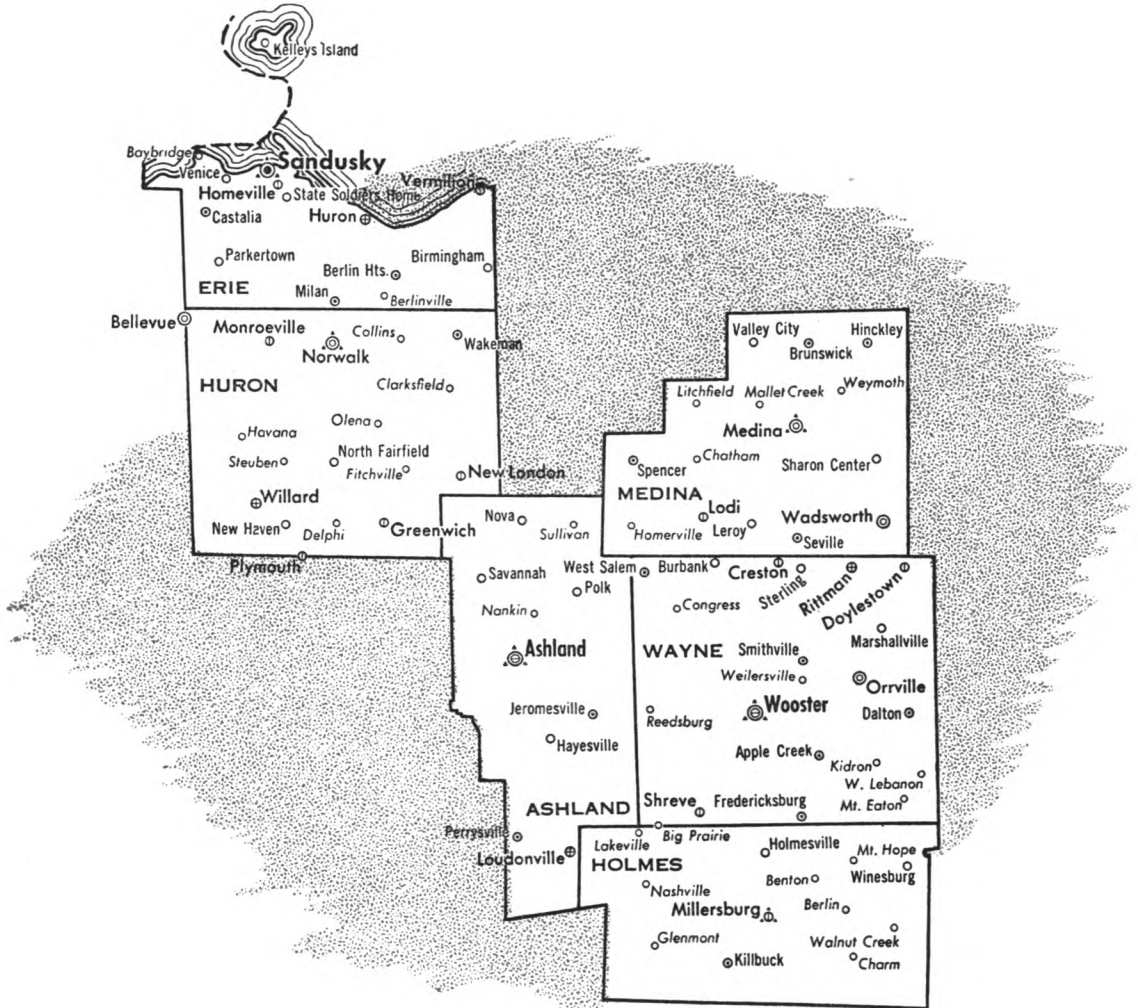 Kelleys Island
Baybridge
Sandusky
Venice
Vermilion
Homeville
State Soldiers Home
Castalia
Huron
Parkertown
Birmingham
Berlin Hts.
ERIE
Milan
Berlinville
Bellevue
Monroeville
Collins
Wakeman
Norwalk
HURON
Clarksfield
Olena
Havana
North Fairfield
Steuben
Fitchville
New London
Willard
New Haven
Delphi
Greenwich
Plymouth
Valley City
Hinckley
Brunswick
Litchfield
Mallet Creek
Weymoth
Medina
Chatham
Sharon Center
Spencer
MEDINA
Lodi
Wadsworth
Homerville
Leroy
Seville
Nova
Sullivan
West Salem
Burbank
Creston
Sterling
Rittman
Doylestown
Savannah
Polk
Nankin
Congress
Marshallville
Ashland
WAYNE
Smithville
Weilersville
Orrville
Jeromesville
Reedsburg
Wooster
Dalton
Hayesville
Apple Creek
Kidron
W. Lebanon
ASHLAND
Shreve
Fredericksburg
Mt. Eaton
Perrysville
Lakeville
Big Prairie
Loudonville
HOLMES
Holmesville
Mt. Hope
Nashville
Benton
Winesburg
Millersburg
Berlin
Glenmont
Walnut Creek
Killbuck
Charm